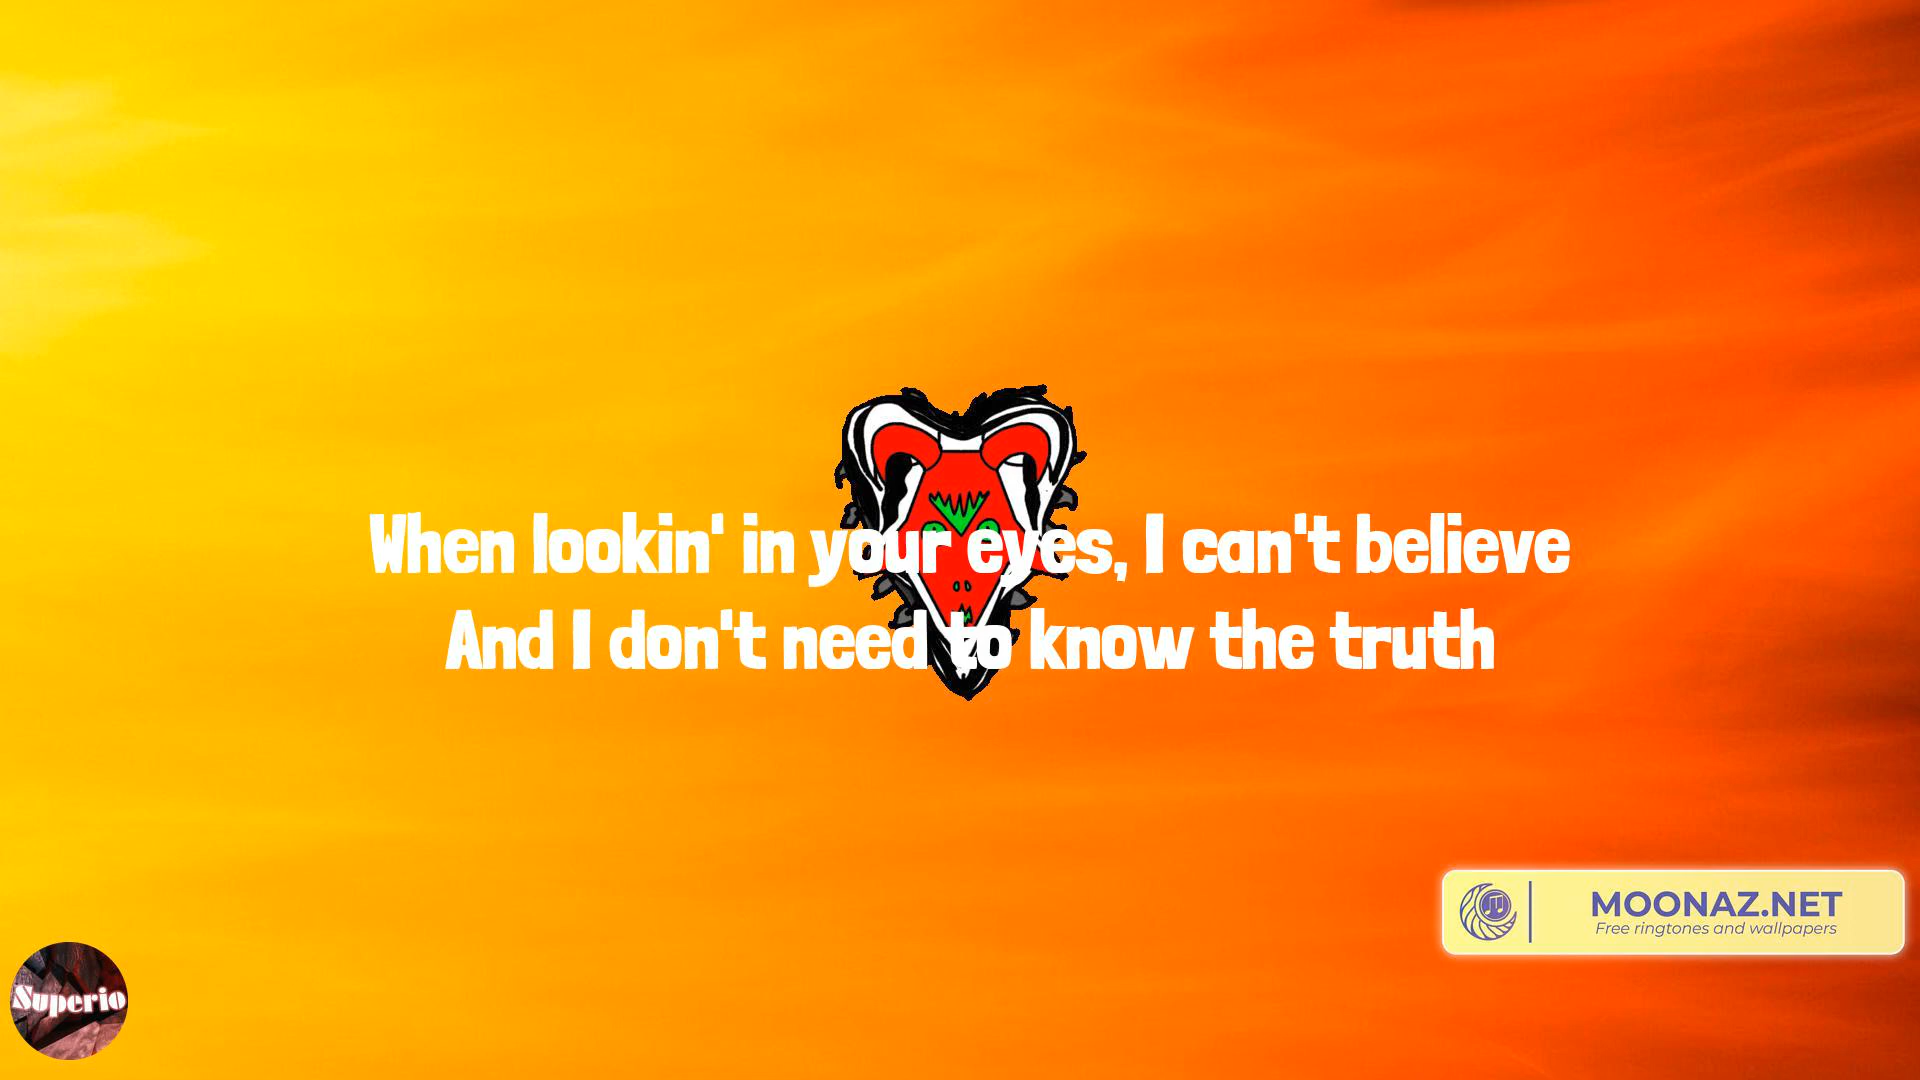 When lookin' in your eyes, I can't believe
And I don't need to know the truth
MOONAZ.NET
Free ringtones and wallpapers
Superio